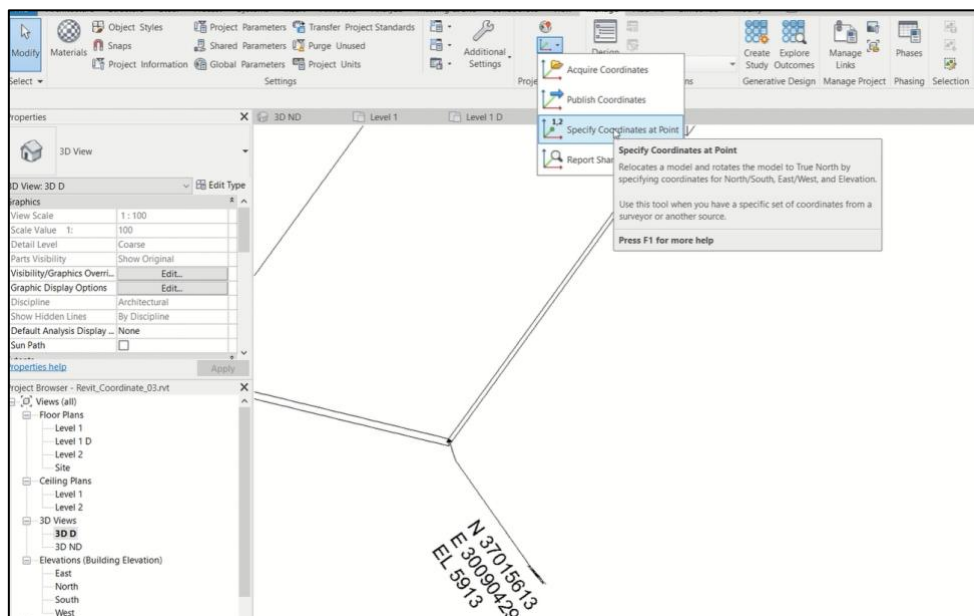 Modify
Select
Materials
Object Styles
Snaps
Project Information
Project Parameters
Shared Parameters
Global Parameters
Transfer Project Standards
Purge Unused
Project Units
Settings
Additional
Settings
Acquire Coordinates
Publish Coordinates
Specify Coordinates at Point
Create
Study
Explore
Outcomes
Generative Design
Manage
Links
Manage Project
Phases
Phasing
Selection
Specify Coordinates at Point
Relocates a model and rotates the model to True North by
specifying coordinates for North/South, East/West, and Elevation.
Use this tool when you have a specific set of coordinates from a
surveyor or another source.
Press F1 for more help
Properties
3D ND
Level 1
Level 1 D
3D View
3D View: 3D D
Edit Type
Graphics
View Scale 1 : 100
Scale Value 1: 100
Detail Level Coarse
Parts Visibility Show Original
Visibility/Graphics Overri... Edit...
Graphic Display Options Edit...
Discipline Architectural
Show Hidden Lines By Discipline
Default Analysis Display ... None
Sun Path
Properties help
Apply
Project Browser - Revit_Coordinate_03.rvt
Views (all)
Floor Plans
Level 1
Level 1 D
Level 2
Site
Ceiling Plans
Level 1
Level 2
3D Views
3D D
3D ND
Elevations (Building Elevation)
East
North
South
West
N 37015613
E 30090429
EL 5913